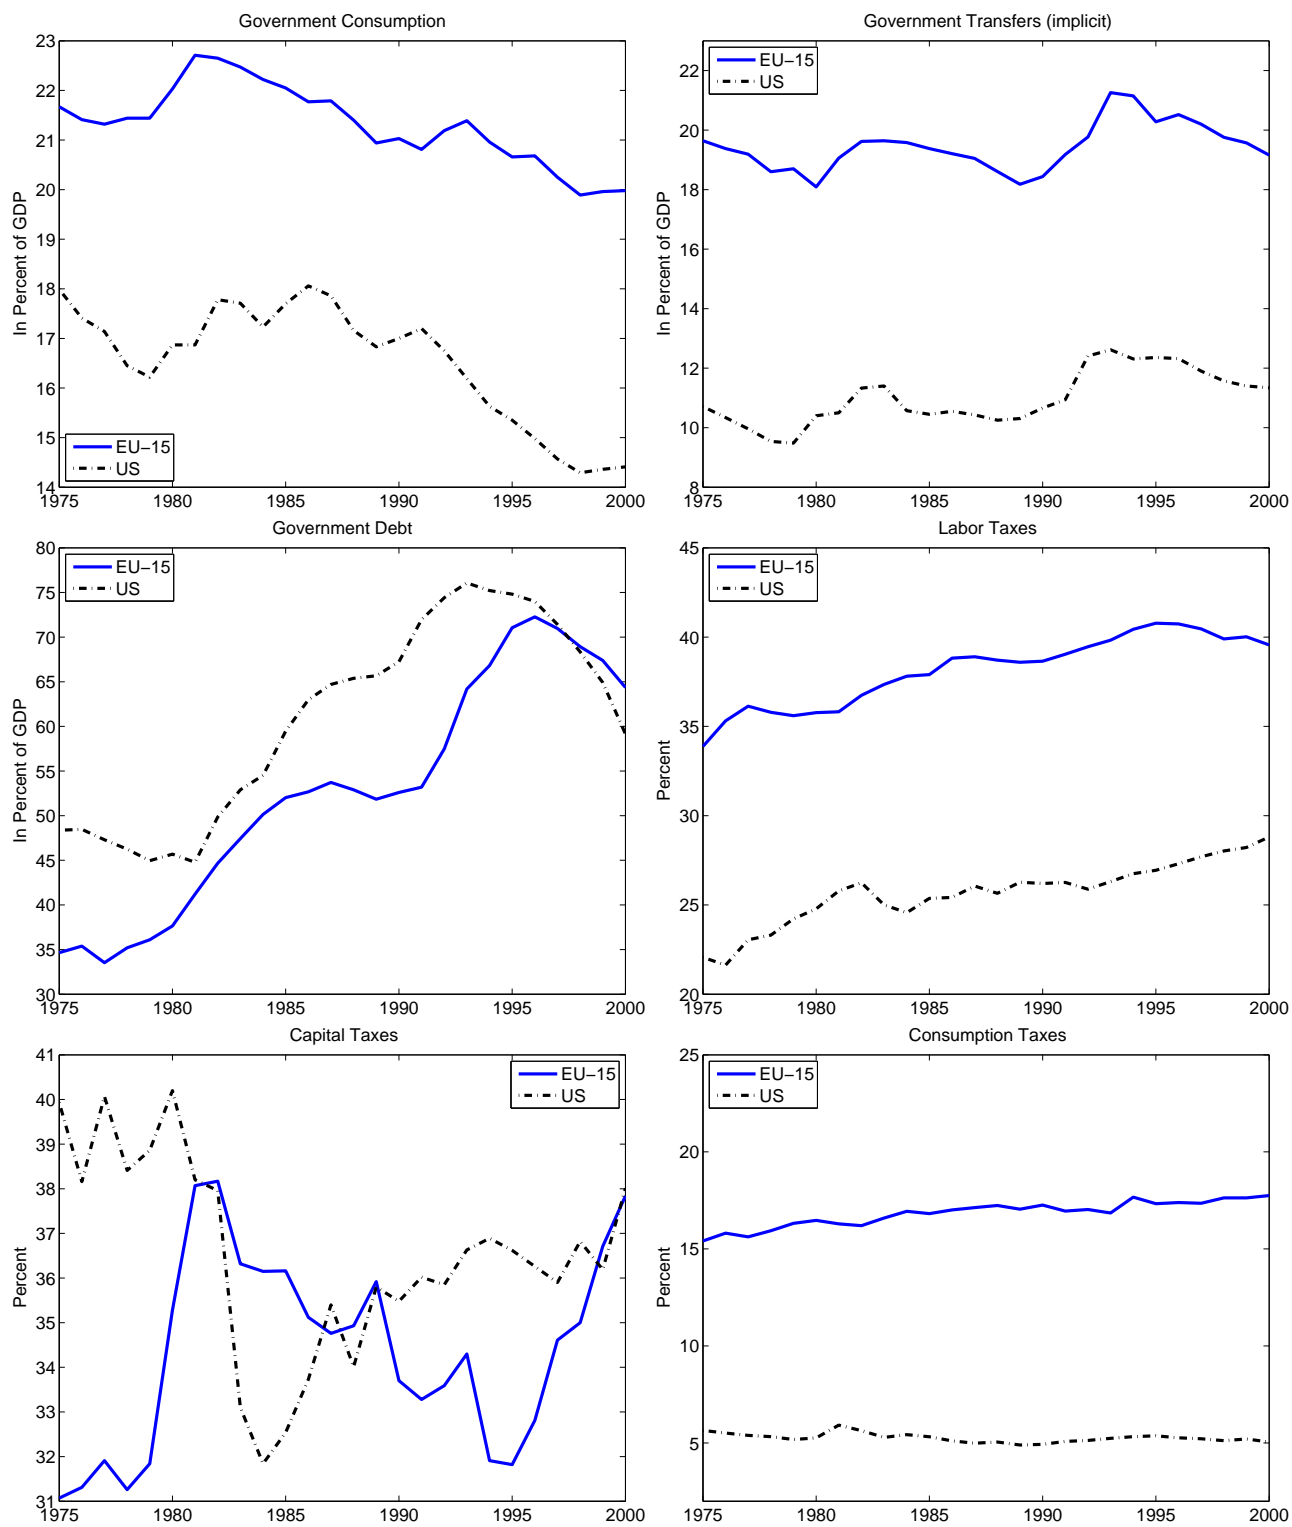 Government Consumption
23
22
21
20
19
18
17
16
15
14
In Percent of GDP
EU−15
US
1975 1980 1985 1990 1995 2000
Government Transfers (implicit)
22
20
18
16
14
12
10
8
In Percent of GDP
EU−15
US
1975 1980 1985 1990 1995 2000
Government Debt
80
75
70
65
60
55
50
45
40
35
30
In Percent of GDP
EU−15
US
1975 1980 1985 1990 1995 2000
Labor Taxes
45
40
35
30
25
20
Percent
EU−15
US
1975 1980 1985 1990 1995 2000
Capital Taxes
41
40
39
38
37
36
35
34
33
32
31
Percent
EU−15
US
1975 1980 1985 1990 1995 2000
Consumption Taxes
25
20
15
10
5
Percent
EU−15
US
1975 1980 1985 1990 1995 2000